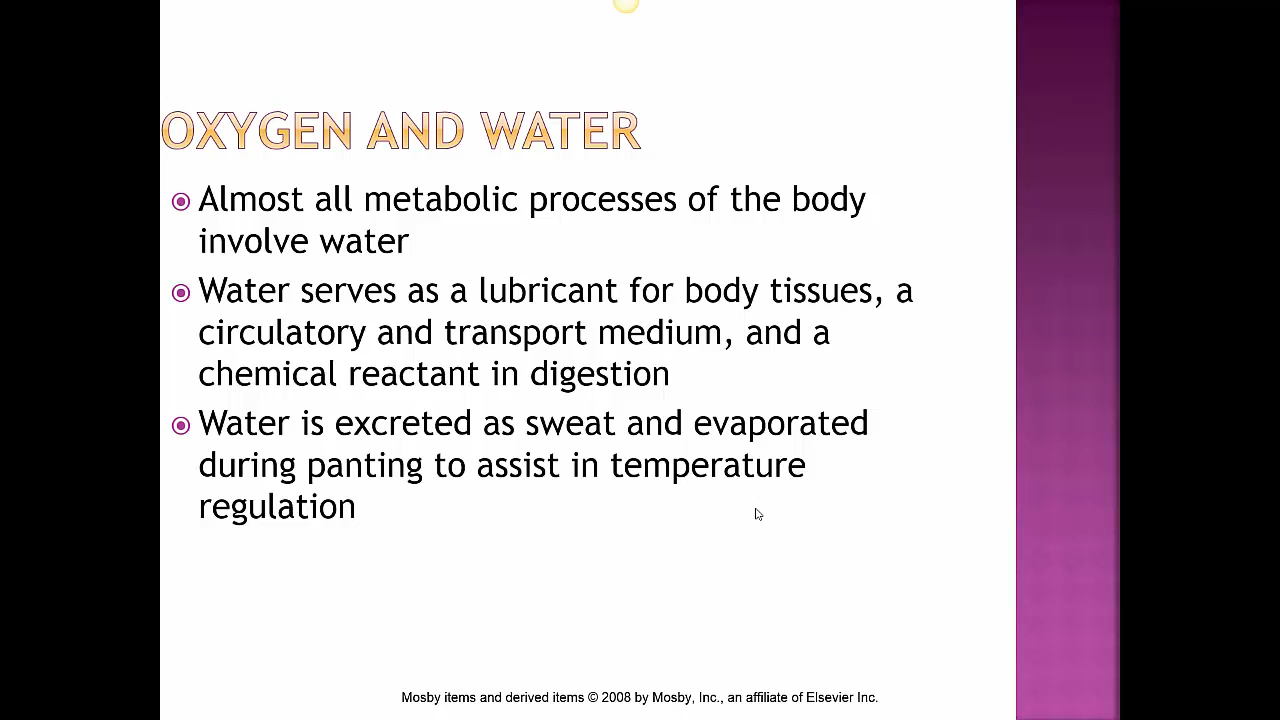 OXYGEN AND WATER
Almost all metabolic processes of the body
involve water
Water serves as a lubricant for body tissues, a
circulatory and transport medium, and a
chemical reactant in digestion
Water is excreted as sweat and evaporated
during panting to assist in temperature
regulation
Mosby items and derived items © 2008 by Mosby, Inc., an affiliate of Elsevier Inc.